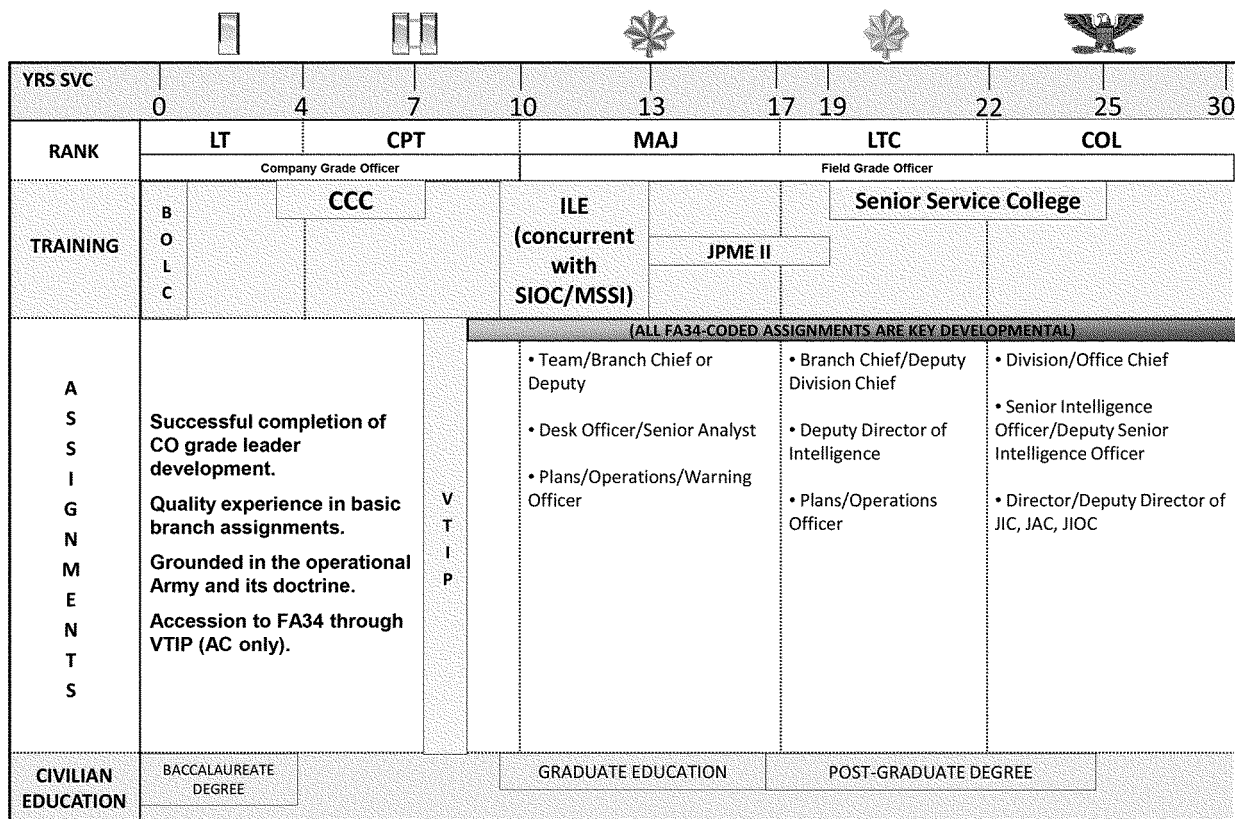 YRS SVC
0 4 7 10 13 17 19 22 25 30
RANK
LT CPT MAJ LTC COL
Company Grade Officer Field Grade Officer
TRAINING
B
O
L
C
CCC
ILE
(concurrent
with
SIOC/MSSI)
JPME II
Senior Service College
A
S
S
I
G
N
M
E
N
T
S
Successful completion of
CO grade leader
development.
Quality experience in basic
branch assignments.
Grounded in the operational
Army and its doctrine.
Accession to FA34 through
VTIP (AC only).
V
T
I
P
(ALL FA34-CODED ASSIGNMENTS ARE KEY DEVELOPMENTAL)
• Team/Branch Chief or
Deputy
• Desk Officer/Senior Analyst
• Plans/Operations/Warning
Officer
• Branch Chief/Deputy
Division Chief
• Deputy Director of
Intelligence
• Plans/Operations
Officer
• Division/Office Chief
• Senior Intelligence
Officer/Deputy Senior
Intelligence Officer
• Director/Deputy Director of
JIC, JAC, JIOC
CIVILIAN
EDUCATION
BACCALAUREATE
DEGREE
GRADUATE EDUCATION
POST-GRADUATE DEGREE